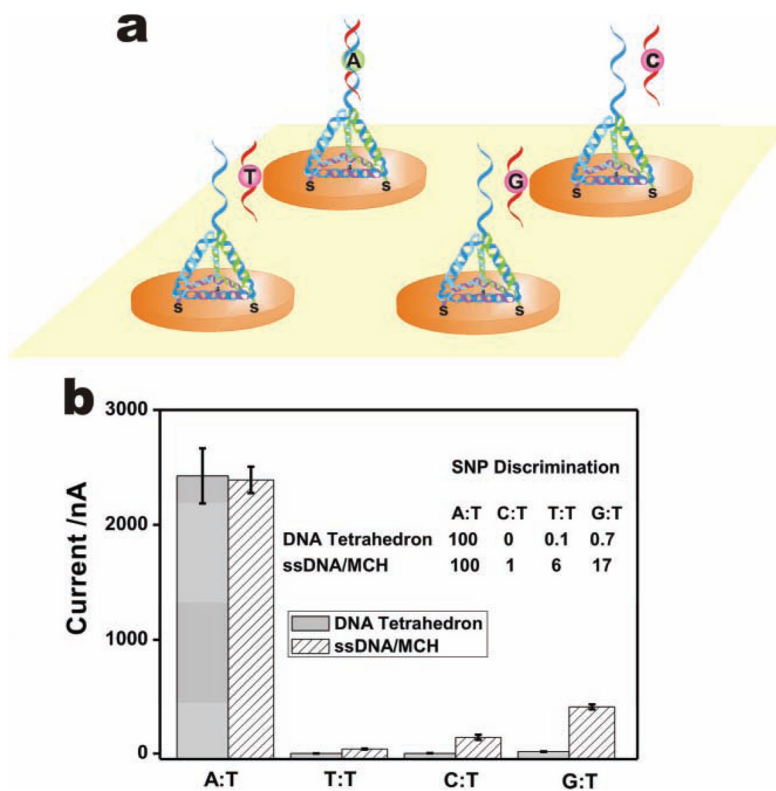 a
A
C
T
G
S S
S S
S S
S S
b
3000
2000
1000
0
Current /nA
SNP Discrimination
A:T C:T T:T G:T
DNA Tetrahedron 100 0 0.1 0.7
ssDNA/MCH 100 1 6 17
DNA Tetrahedron
ssDNA/MCH
A:T T:T C:T G:T